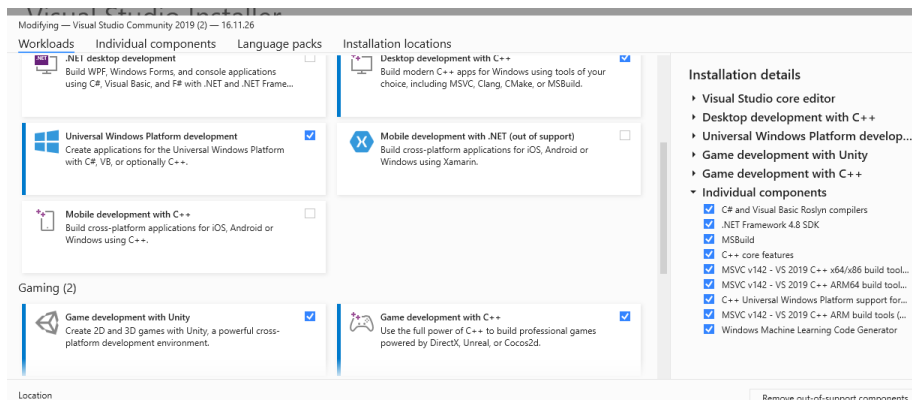 Visual Studio Installer
Modifying — Visual Studio Community 2019 (2) — 16.11.26
Workloads Individual components Language packs Installation locations
.NET
.NET desktop development
Build WPF, Windows Forms, and console applications
using C#, Visual Basic, and F# with .NET and .NET Frame...
Desktop development with C++
Build modern C++ apps for Windows using tools of your
choice, including MSVC, Clang, CMake, or MSBuild.
Universal Windows Platform development
Create applications for the Universal Windows Platform
with C#, VB, or optionally C++.
Mobile development with .NET (out of support)
Build cross-platform applications for iOS, Android or
Windows using Xamarin.
Mobile development with C++
Build cross-platform applications for iOS, Android or
Windows using C++.
Gaming (2)
Game development with Unity
Create 2D and 3D games with Unity, a powerful cross-
platform development environment.
Game development with C++
Use the full power of C++ to build professional games
powered by DirectX, Unreal, or Cocos2d.
Installation details
Visual Studio core editor
Desktop development with C++
Universal Windows Platform develop...
Game development with Unity
Game development with C++
Individual components
C# and Visual Basic Roslyn compilers
.NET Framework 4.8 SDK
MSBuild
C++ core features
MSVC v142 - VS 2019 C++ x64/x86 build tool...
MSVC v142 - VS 2019 C++ ARM64 build tool...
C++ Universal Windows Platform support for...
MSVC v142 - VS 2019 C++ ARM build tools (...
Windows Machine Learning Code Generator
Location
Remove out-of-support components